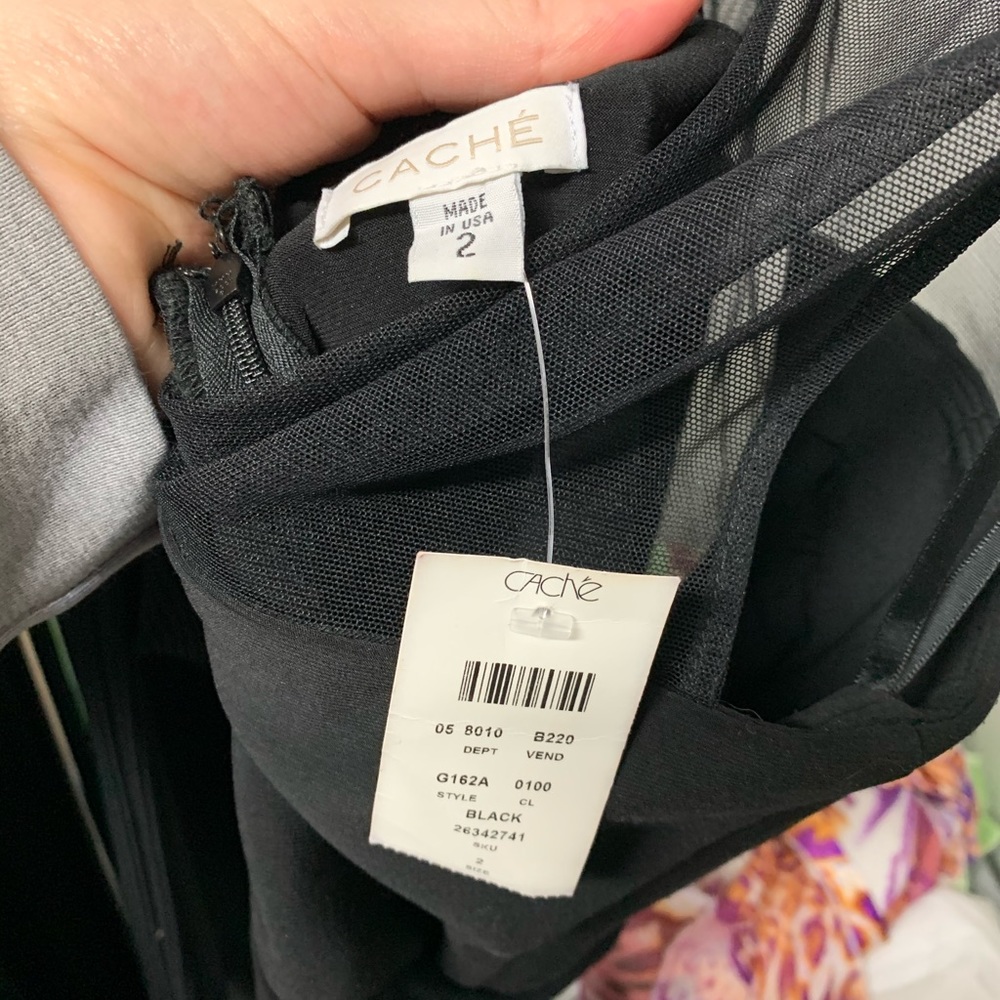 CACHÉ
MADE
IN USA
2
CAChé
05 8010 B220
DEPT VEND
G162A 0100
STYLE CL
BLACK
26342741
SKU
2
SIZE